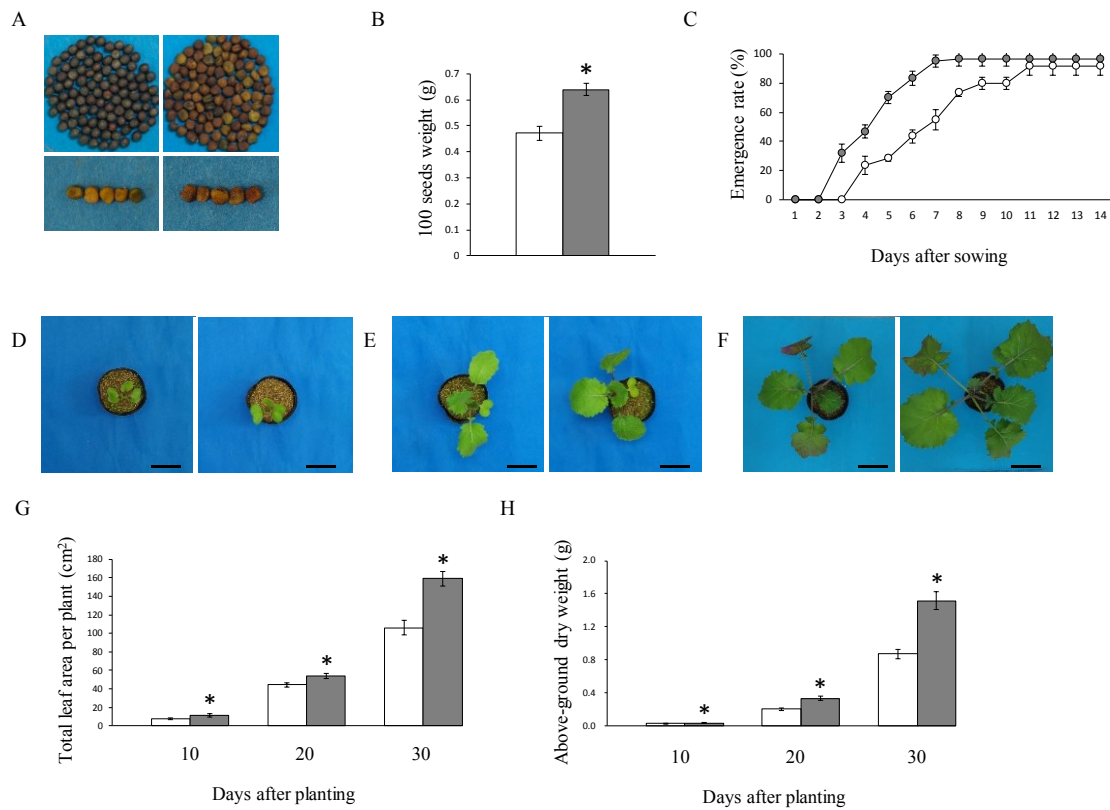 A
B
C
100 seeds weight (g)
0.7
0.6
0.5
0.4
0.3
0.2
0.1
0
*
Emergence rate (%)
100
80
60
40
20
0
1 2 3 4 5 6 7 8 9 10 11 12 13 14
Days after sowing
D
E
F
G
Total leaf area per plant (cm²)
180
160
140
120
100
80
60
40
20
0
*
*
*
10 20 30
Days after planting
H
Above-ground dry weight (g)
2.0
1.6
1.2
0.8
0.4
0.0
*
*
*
10 20 30
Days after planting